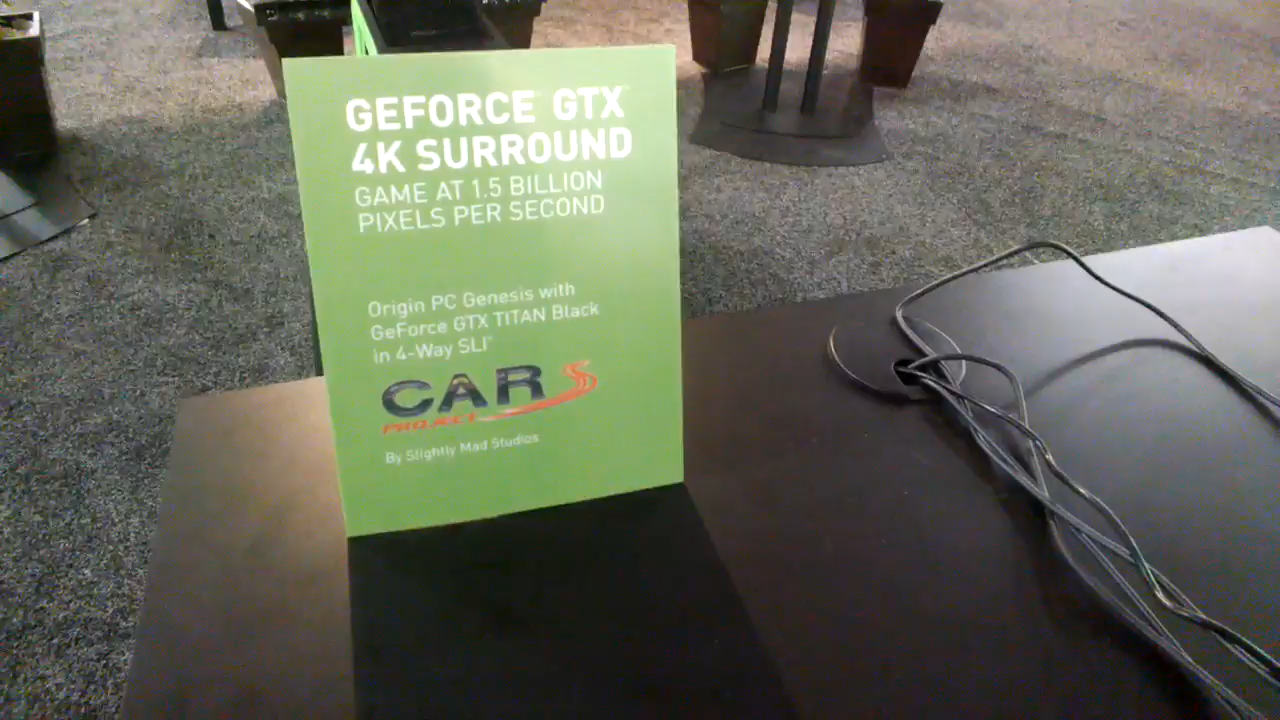 GEFORCE GTX
4K SURROUND
GAME AT 1.5 BILLION
PIXELS PER SECOND
Origin PC Genesis with
GeForce GTX TITAN Black
in 4-Way SLI®
CARS
PROJECT
By Slightly Mad Studios